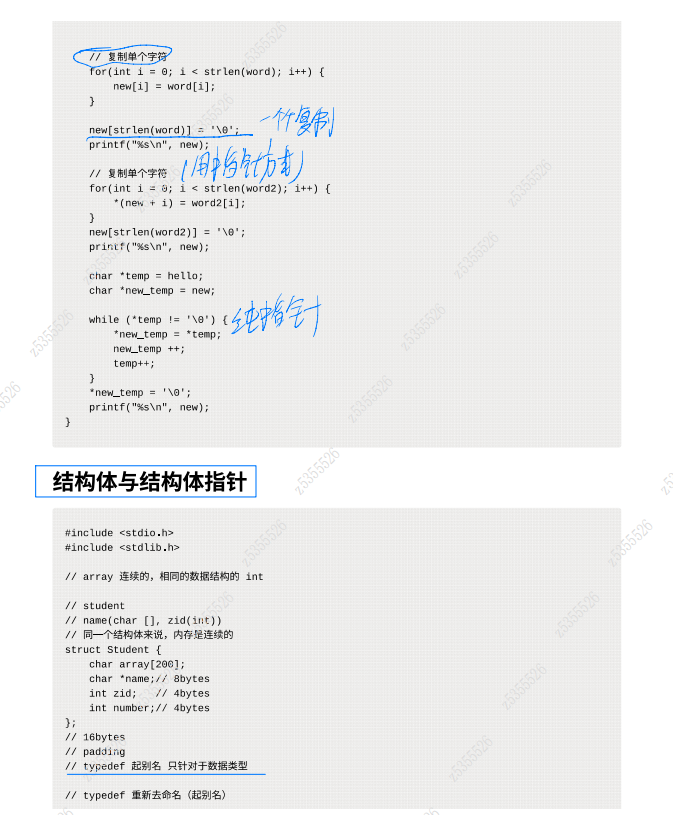 // 复制单个字符
for(int i = 0; i < strlen(word); i++) {
new[i] = word[i];
}
new[strlen(word)] = '\0';
一个个复制
printf("%s\n", new);
// 复制单个字符
(用指针方式)
for(int i = 0; i < strlen(word2); i++) {
*(new + i) = word2[i];
}
new[strlen(word2)] = '\0';
printf("%s\n", new);
char *temp = hello;
char *new_temp = new;
while (*temp != '\0') {
纯指针
*new_temp = *temp;
new_temp ++;
temp++;
}
*new_temp = '\0';
printf("%s\n", new);
}
结构体与结构体指针
#include <stdio.h>
#include <stdlib.h>
// array 连续的，相同的数据结构的 int
// student
// name(char [], zid(int))
// 同一个结构体来说，内存是连续的
struct Student {
char array[200];
char *name;// 8bytes
int zid;   // 4bytes
int number;// 4bytes
};
// 16bytes
// padding
// typedef 起别名 只针对于数据类型
// typedef 重新去命名（起别名）
z5355526